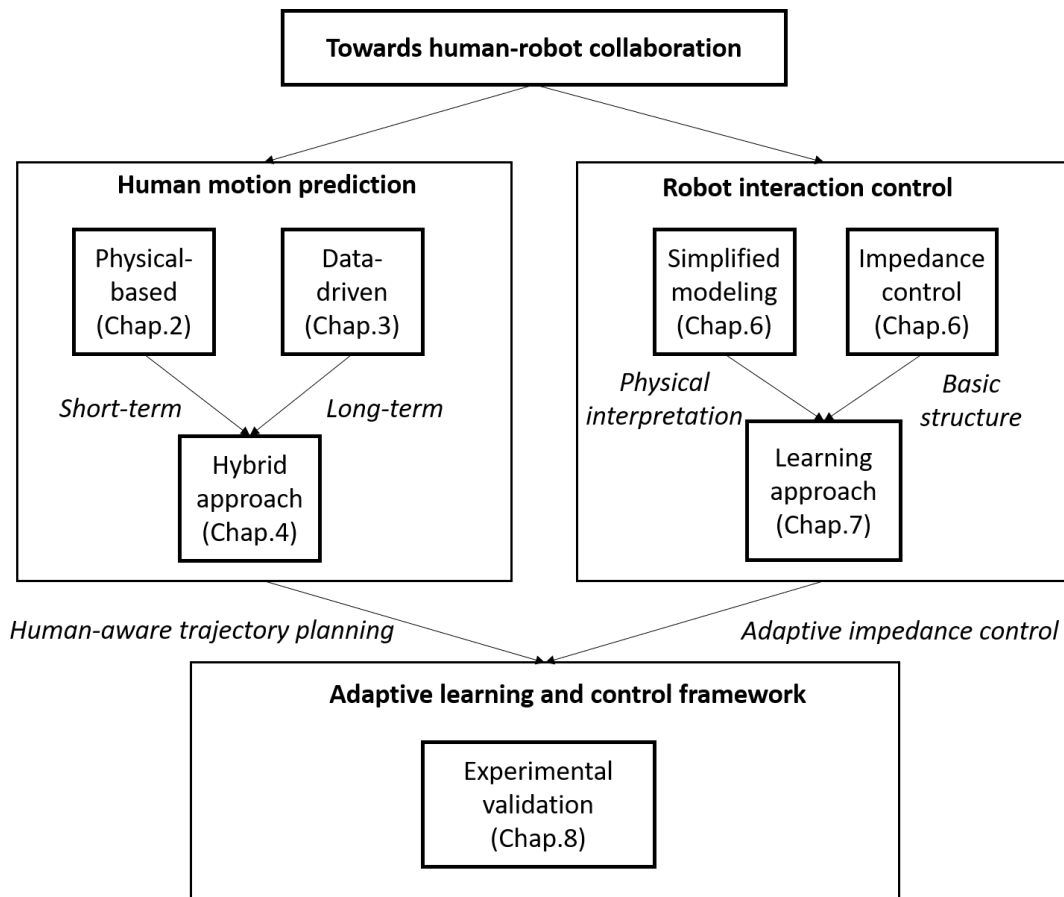 Towards human-robot collaboration
Human motion prediction
Physical-
based
(Chap.2)
Data-
driven
(Chap.3)
Short-term
Long-term
Hybrid
approach
(Chap.4)
Robot interaction control
Simplified
modeling
(Chap.6)
Impedance
control
(Chap.6)
Physical
interpretation
Basic
structure
Learning
approach
(Chap.7)
Human-aware trajectory planning
Adaptive impedance control
Adaptive learning and control framework
Experimental
validation
(Chap.8)